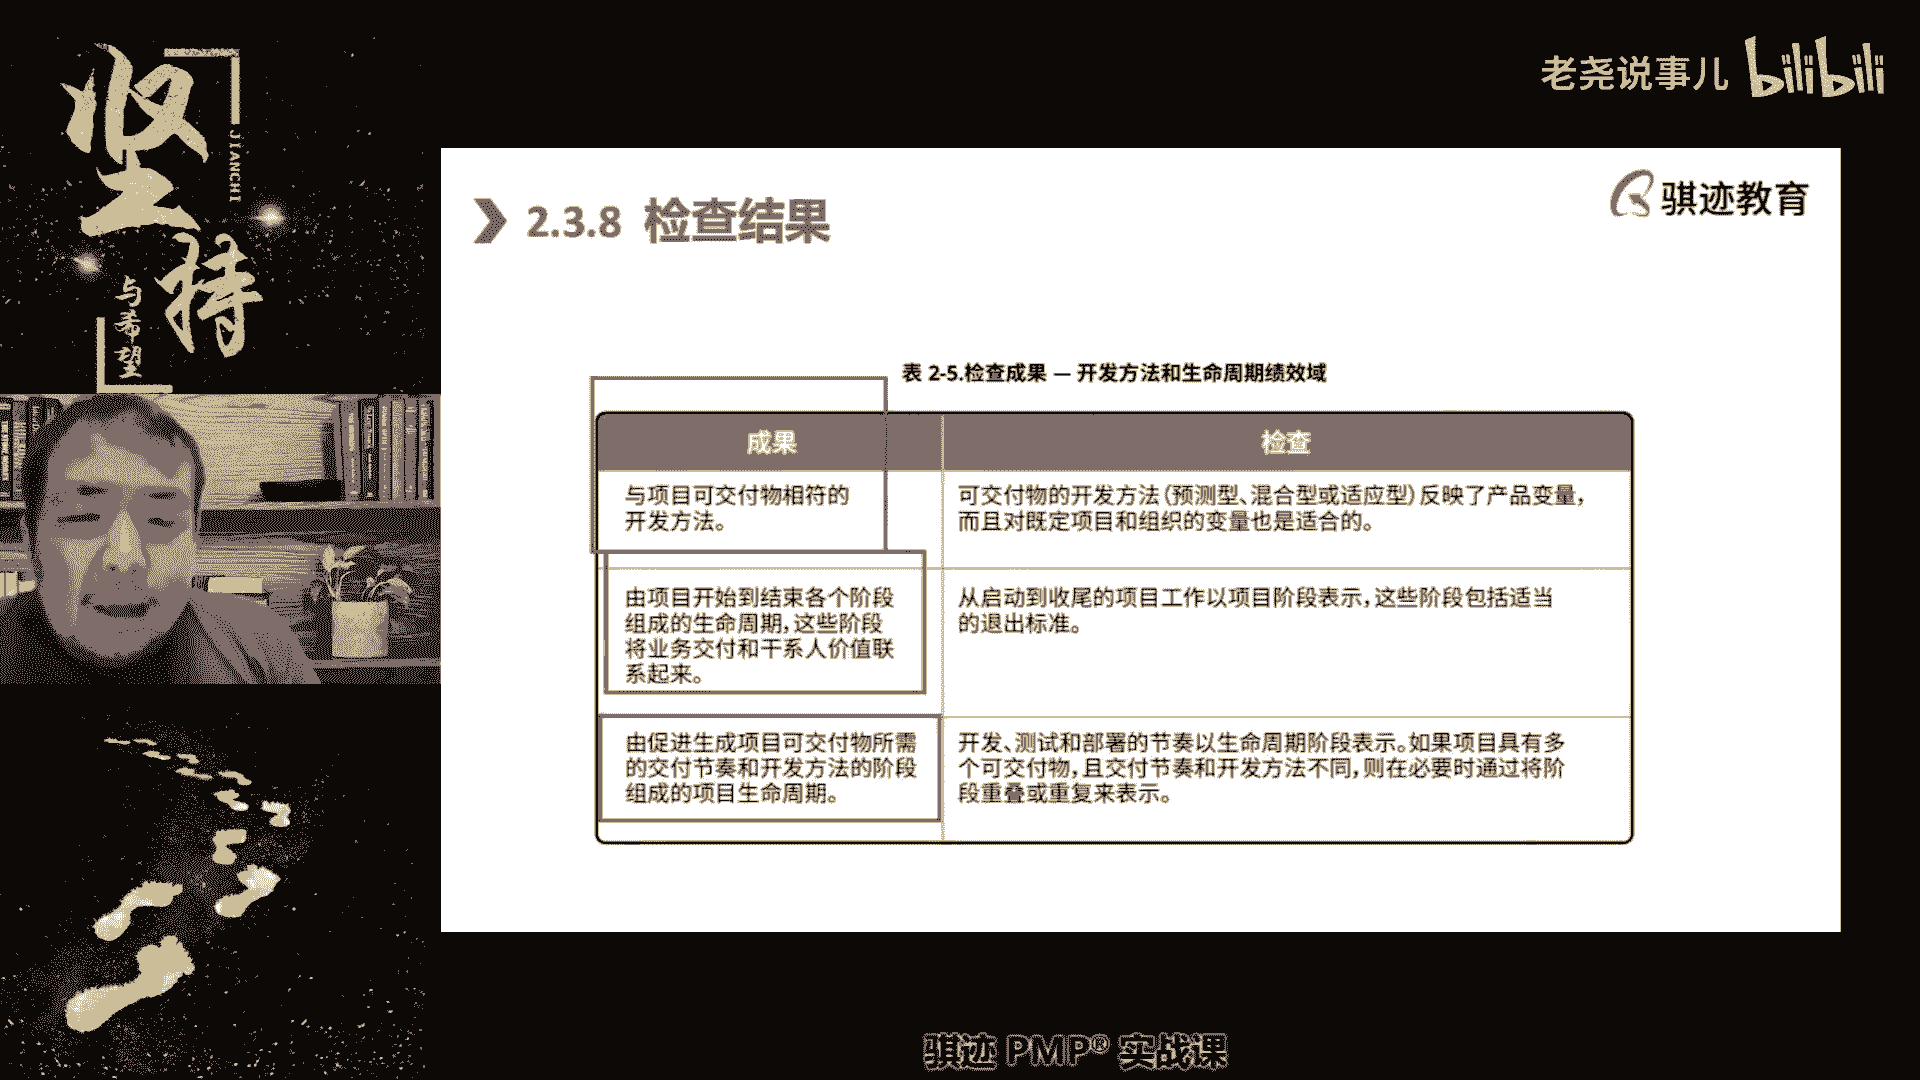 坚持
JIANCHI
与希望
老尧说事儿 bilibili
骐迹教育
2.3.8 检查结果
表 2-5.检查成果 — 开发方法和生命周期绩效域
成果
检查
与项目可交付物相符的
开发方法。
可交付物的开发方法（预测型、混合型或适应型）反映了产品变量，
而且对既定项目和组织的变量也是适合的。
由项目开始到结束各个阶段
组成的生命周期，这些阶段
将业务交付和干系人价值联
系起来。
从启动到收尾的项目工作以项目阶段表示，这些阶段包括适当
的退出标准。
由促进生成项目可交付物所需
的交付节奏和开发方法的阶段
组成的项目生命周期。
开发、测试和部署的节奏以生命周期阶段表示。如果项目具有多
个可交付物，且交付节奏和开发方法不同，则在必要时通过将阶
段重叠或重复来表示。
骐迹 PMP® 实战课